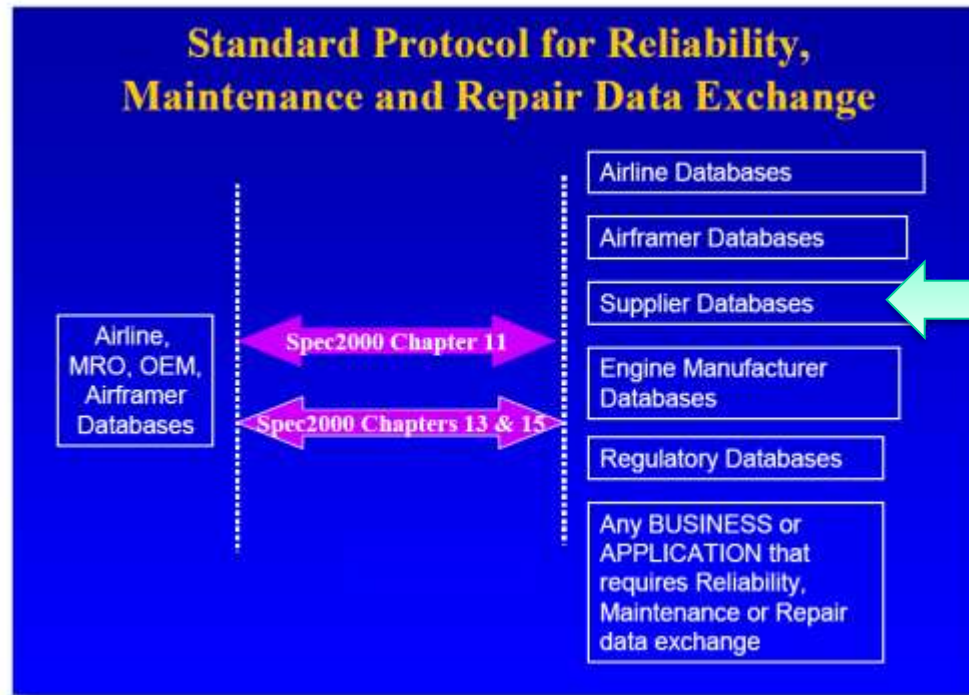 Standard Protocol for Reliability,
Maintenance and Repair Data Exchange
Airline,
MRO, OEM,
Airframer
Databases
Spec2000 Chapter 11
Spec2000 Chapters 13 & 15
Airline Databases
Airframer Databases
Supplier Databases
Engine Manufacturer
Databases
Regulatory Databases
Any BUSINESS or
APPLICATION that
requires Reliability,
Maintenance or Repair
data exchange